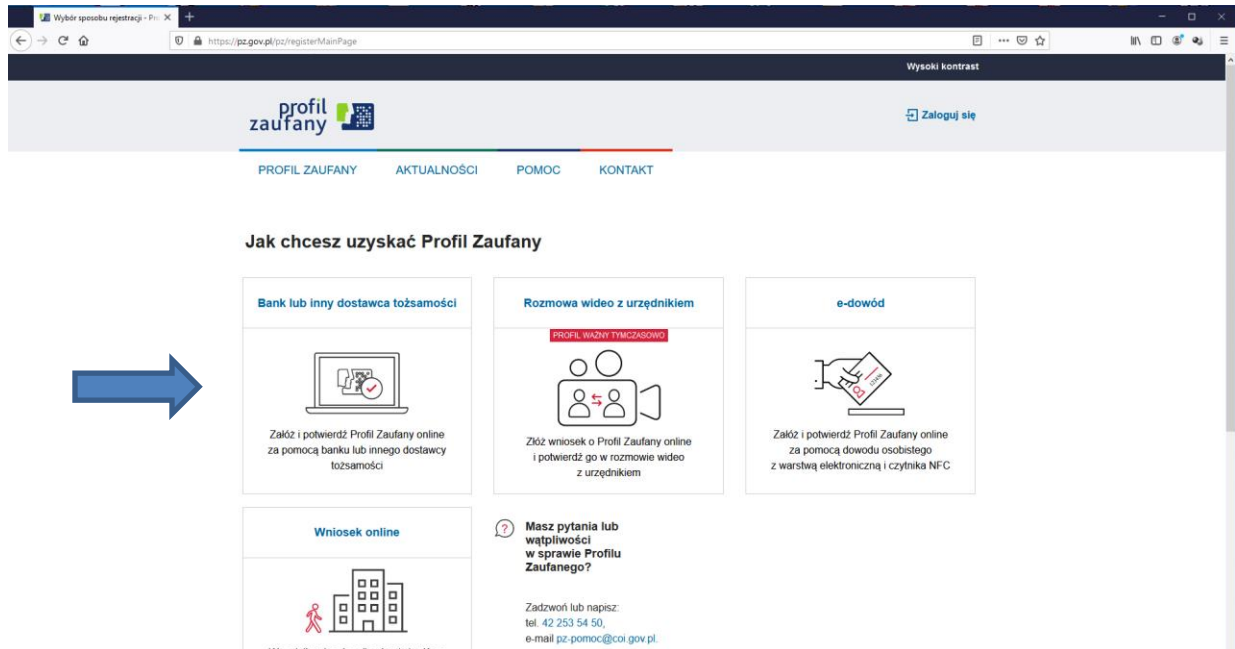 Wybór sposobu rejestracji - Pro
https://pz.gov.pl/pz/registerMainPage
Wysoki kontrast
profil
zaufany
Zaloguj się
PROFIL ZAUFANY AKTUALNOŚCI POMOC KONTAKT
Jak chcesz uzyskać Profil Zaufany
Bank lub inny dostawca tożsamości
Załóż i potwierdź Profil Zaufany online
za pomocą banku lub innego dostawcy
tożsamości
Rozmowa wideo z urzędnikiem
PROFIL WAŻNY TYMCZASOWO
Złóż wniosek o Profil Zaufany online
i potwierdź go w rozmowie wideo
z urzędnikiem
e-dowód
Załóż i potwierdź Profil Zaufany online
za pomocą dowodu osobistego
z warstwą elektroniczną i czytnika NFC
Wniosek online
Masz pytania lub
wątpliwości
w sprawie Profilu
Zaufanego?
Zadzwoń lub napisz:
tel. 42 253 54 50,
e-mail pz-pomoc@coi.gov.pl.